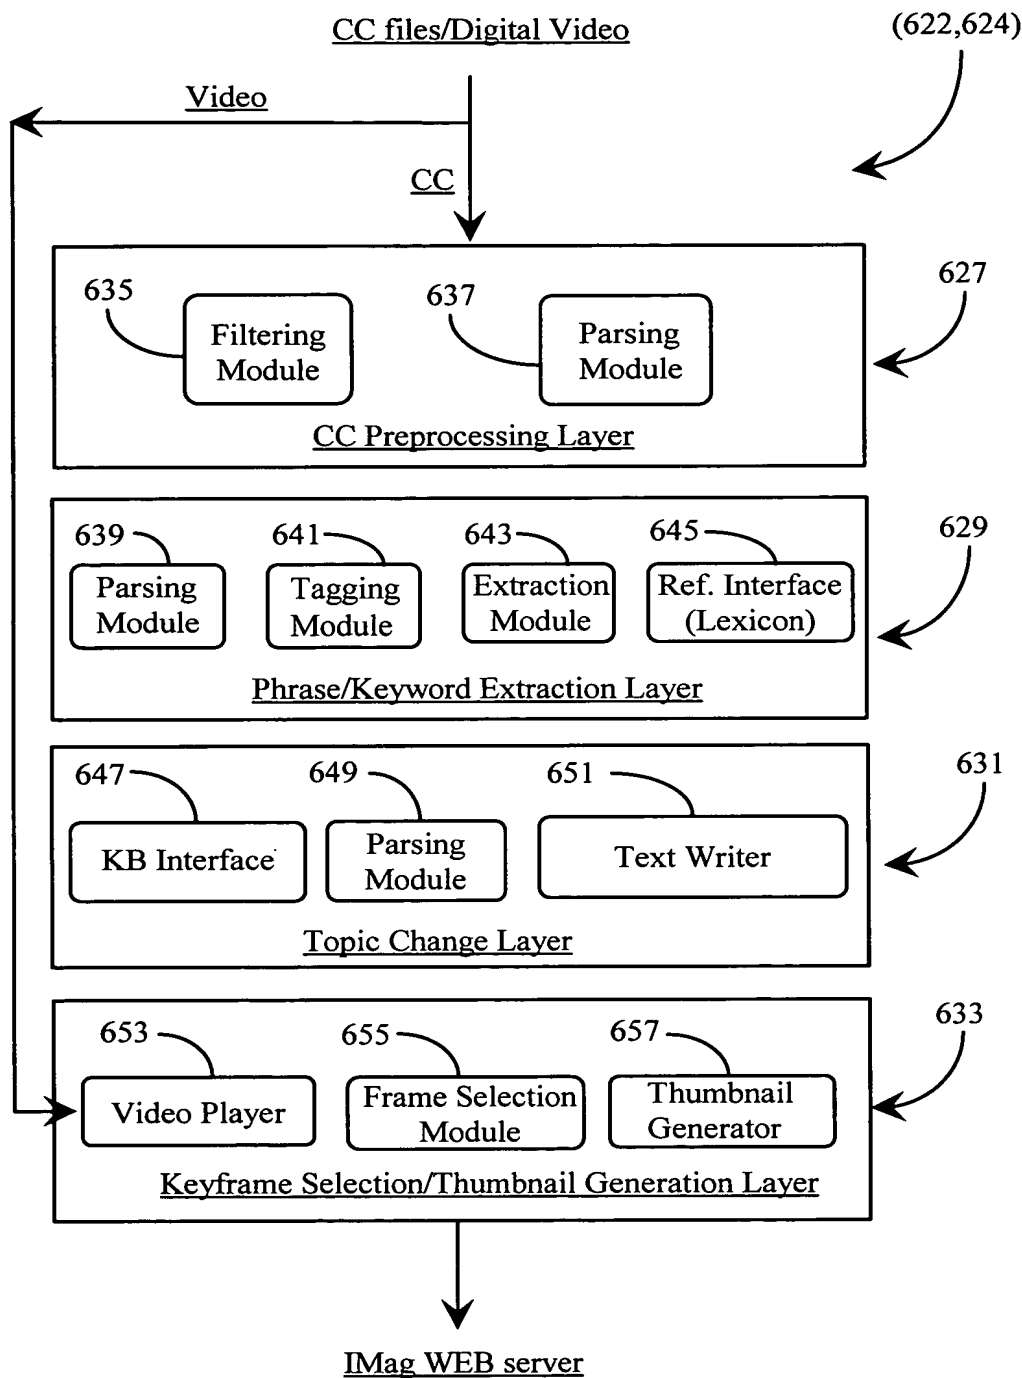 CC files/Digital Video
(622,624)
Video
CC
635
637
627
Filtering
Module
Parsing
Module
CC Preprocessing Layer
639
641
643
645
629
Parsing
Module
Tagging
Module
Extraction
Module
Ref. Interface
(Lexicon)
Phrase/Keyword Extraction Layer
647
649
651
631
KB Interface
Parsing
Module
Text Writer
Topic Change Layer
653
655
657
633
Video Player
Frame Selection
Module
Thumbnail
Generator
Keyframe Selection/Thumbnail Generation Layer
IMag WEB server